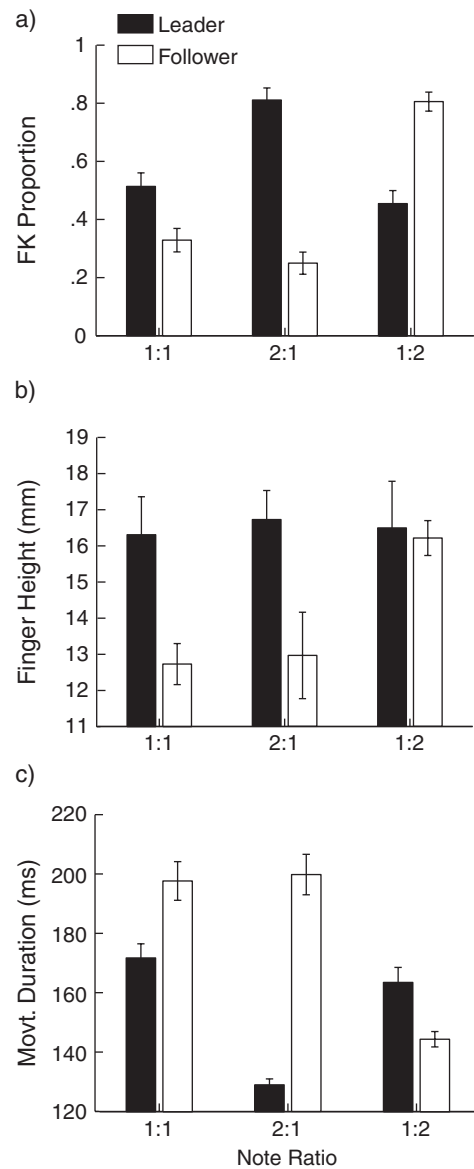 a)
Leader
Follower
FK Proportion
1
.8
.6
.4
.2
0
1:1 2:1 1:2
b)
Finger Height (mm)
19
18
17
16
15
14
13
12
11
1:1 2:1 1:2
c)
Movt. Duration (ms)
220
200
180
160
140
120
1:1 2:1 1:2
Note Ratio